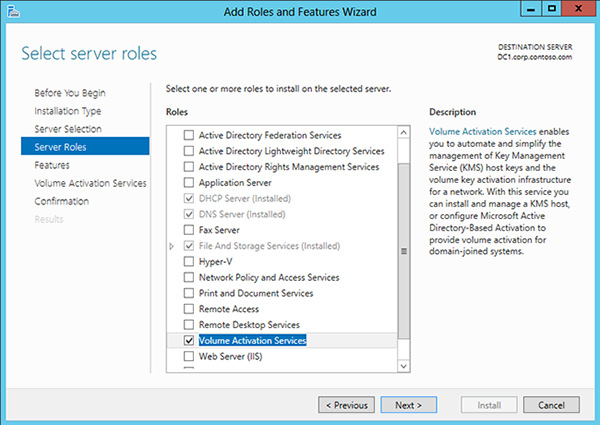 Add Roles and Features Wizard
Select server roles
DESTINATION SERVER
DC1.corp.contoso.com
Before You Begin
Installation Type
Server Selection
Server Roles
Features
Volume Activation Services
Confirmation
Results
Select one or more roles to install on the selected server.
Roles
Active Directory Federation Services
Active Directory Lightweight Directory Services
Active Directory Rights Management Services
Application Server
DHCP Server (Installed)
DNS Server (Installed)
Fax Server
File And Storage Services (Installed)
Hyper-V
Network Policy and Access Services
Print and Document Services
Remote Access
Remote Desktop Services
Volume Activation Services
Web Server (IIS)
Description
Volume Activation Services enables
you to automate and simplify the
management of Key Management
Service (KMS) host keys and the
volume key activation infrastructure
for a network. With this service you
can install and manage a KMS host,
or configure Microsoft Active
Directory-Based Activation to
provide volume activation for
domain-joined systems.
< Previous
Next >
Install
Cancel